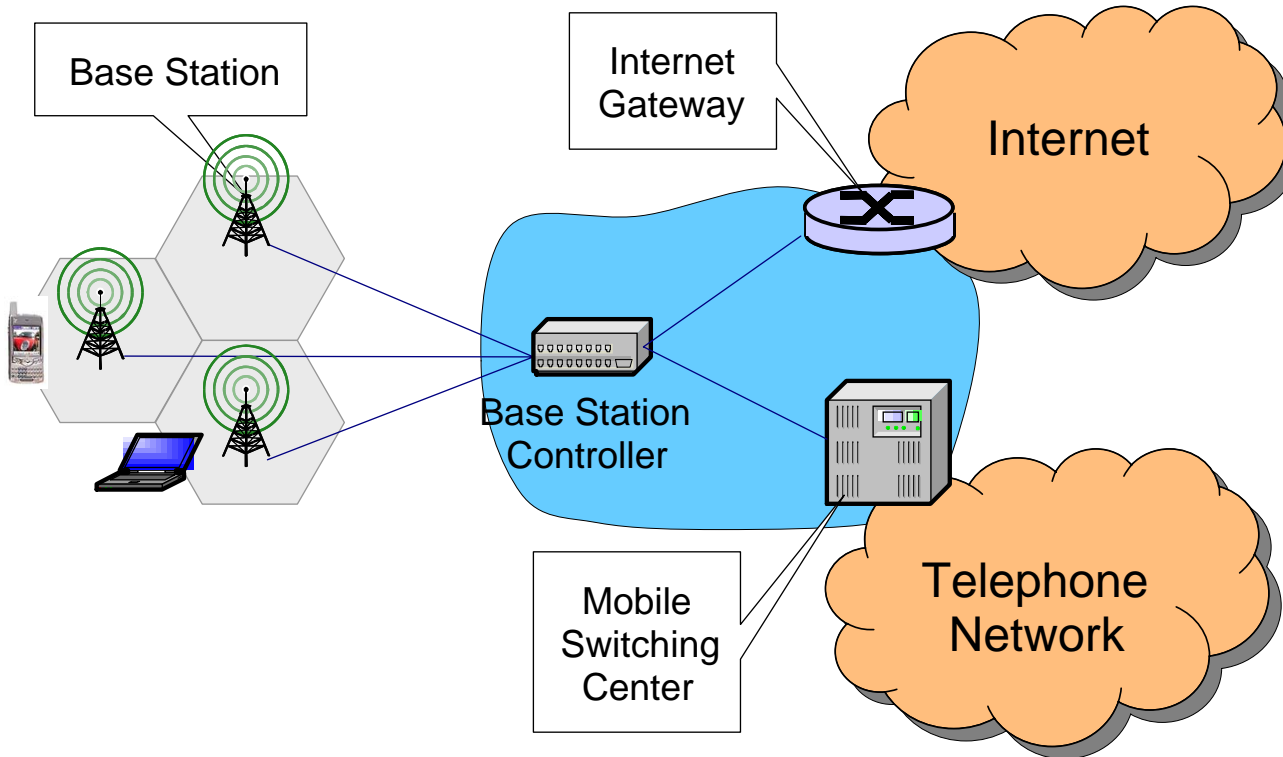 Base Station
Internet
Gateway
Internet
Base Station
Controller
Mobile
Switching
Center
Telephone
Network